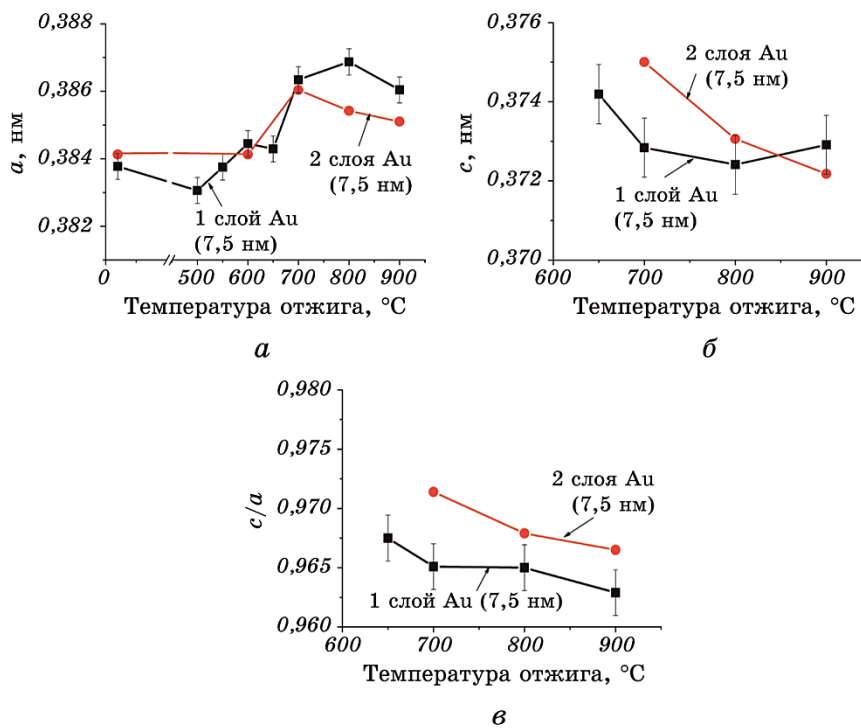 0,388
0,386
0,384
0,382
a, нм
2 слоя Au
(7,5 нм)
1 слой Au
(7,5 нм)
0 500 600 700 800 900
Температура отжига, °C
а
0,376
0,374
0,372
0,370
c, нм
2 слоя Au
(7,5 нм)
1 слой Au
(7,5 нм)
600 700 800 900
Температура отжига, °C
б
0,980
0,975
0,970
0,965
0,960
c/a
2 слоя Au
(7,5 нм)
1 слой Au (7,5 нм)
600 700 800 900
Температура отжига, °C
в